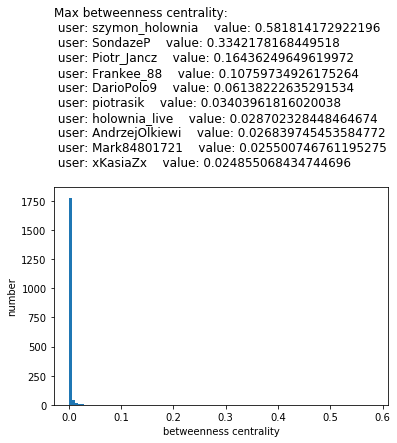 Max betweenness centrality:
user: szymon_holownia    value: 0.581814172922196
user: SondazeP    value: 0.3342178168449518
user: Piotr_Jancz    value: 0.16436249649619972
user: Frankee_88    value: 0.10759734926175264
user: DarioPolo9    value: 0.06138222635291534
user: piotrasik    value: 0.03403961816020038
user: holownia_live    value: 0.028702328448464674
user: AndrzejOlkiewi    value: 0.026839745453584772
user: Mark84801721    value: 0.025500746761195275
user: xKasiaZx    value: 0.024855068434744696
1750
1500
1250
1000
750
500
250
0
number
0.0 0.1 0.2 0.3 0.4 0.5 0.6
betweenness centrality